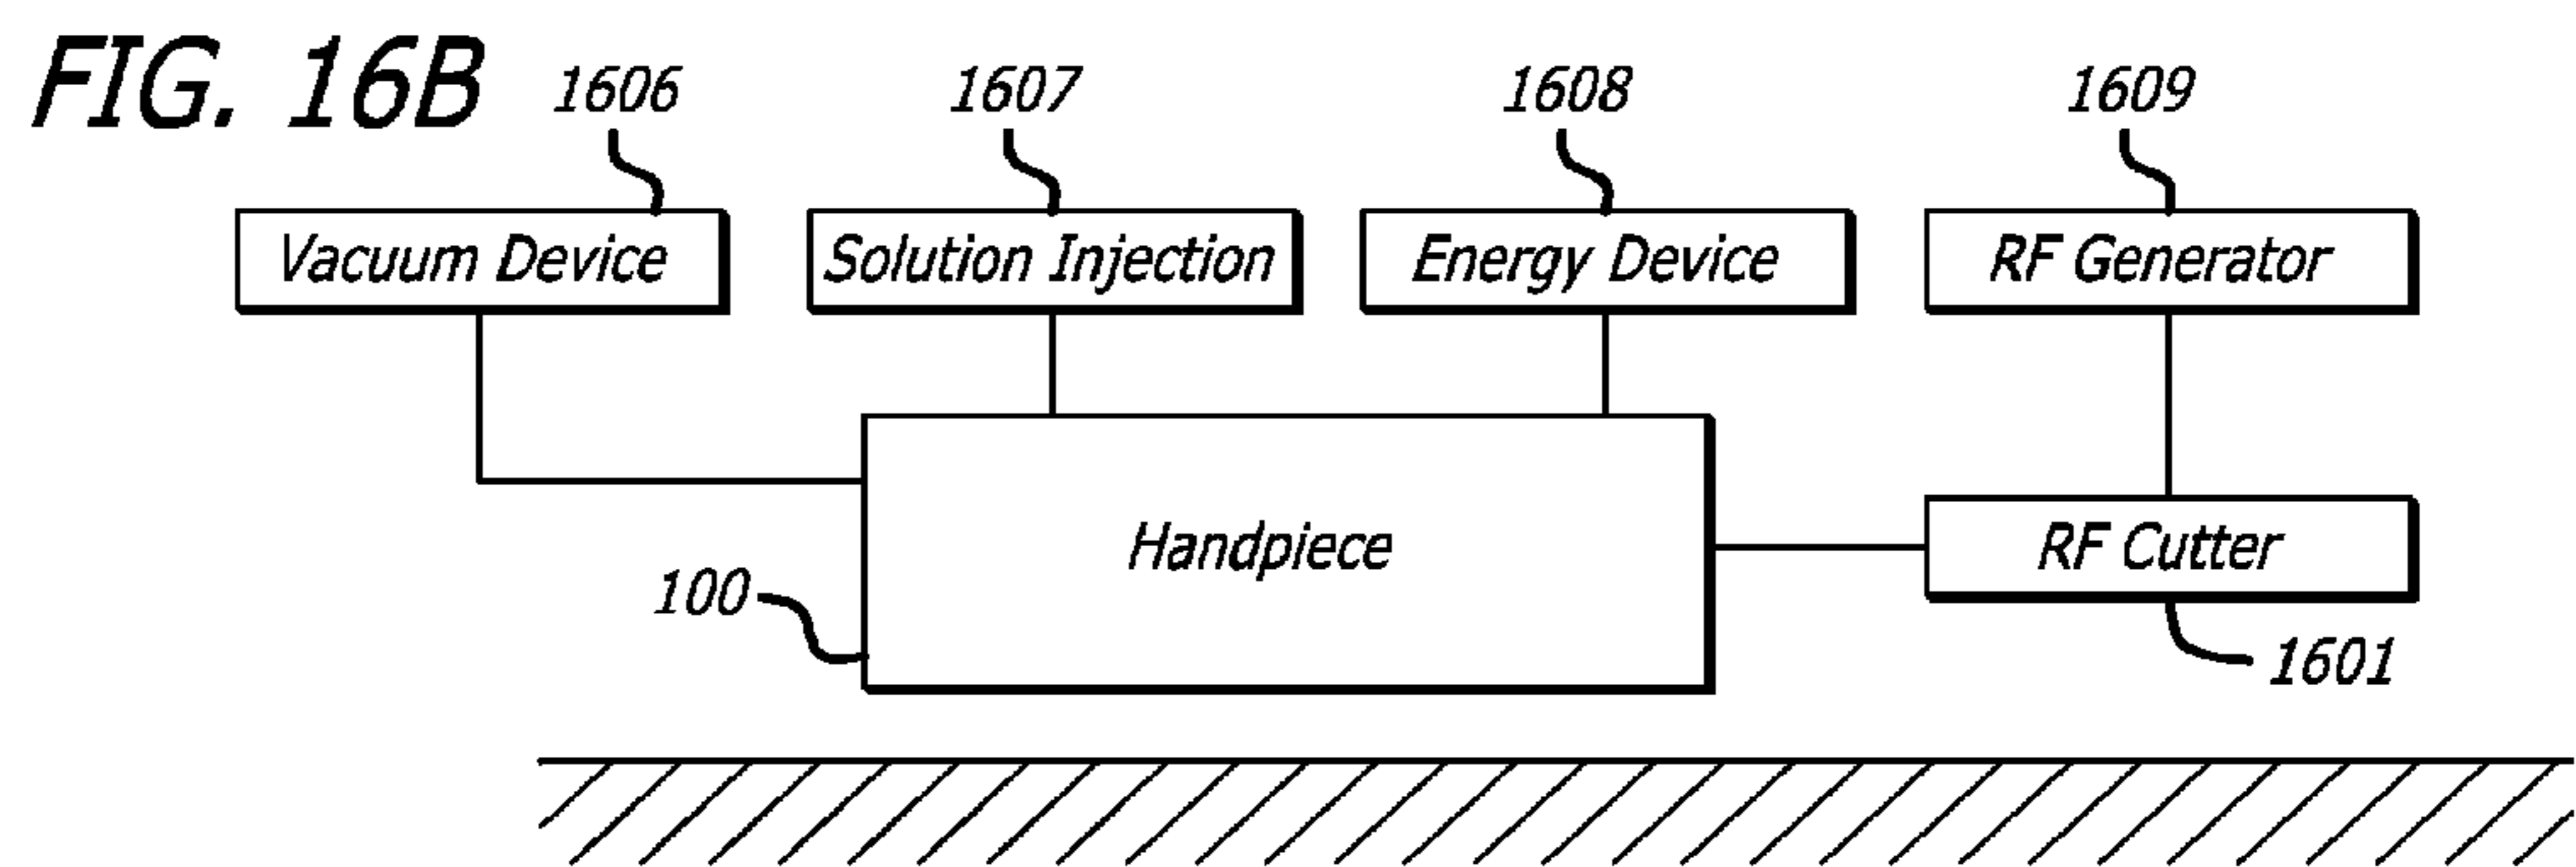 FIG. 16B
1606
1607
1608
1609
Vacuum Device
Solution Injection
Energy Device
RF Generator
Handpiece
RF Cutter
100
1601